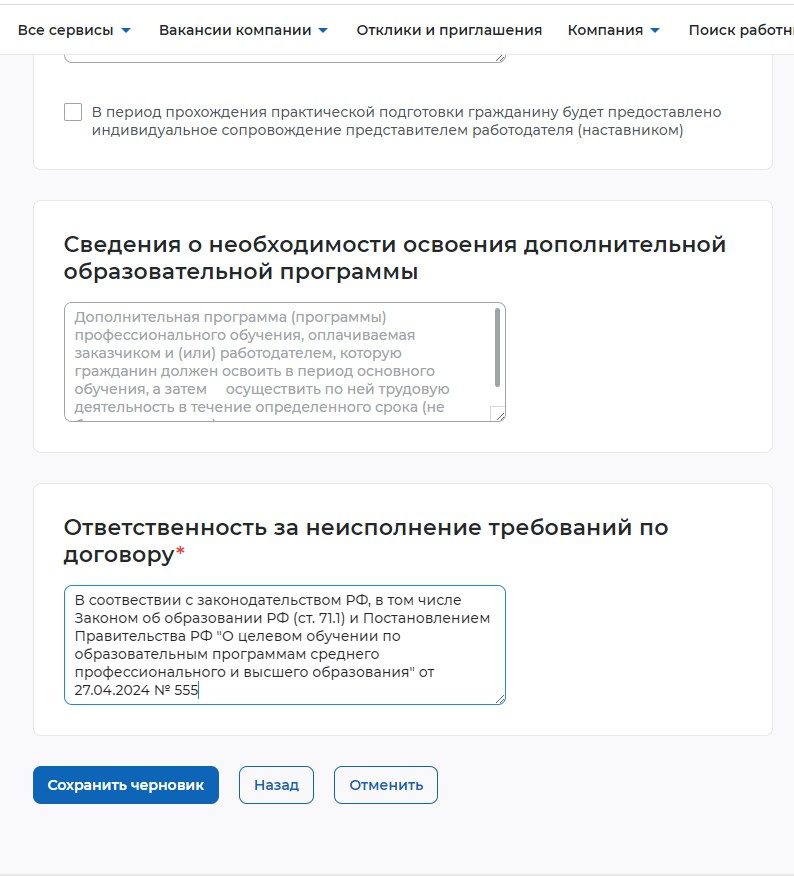 Все сервисы Вакансии компании Отклики и приглашения Компания Поиск работн
В период прохождения практической подготовки гражданину будет предоставлено
индивидуальное сопровождение представителем работодателя (наставником)
Сведения о необходимости освоения дополнительной
образовательной программы
Дополнительная программа (программы)
профессионального обучения, оплачиваемая
заказчиком и (или) работодателем, которую
гражданин должен освоить в период основного
обучения, а затем осуществить по ней трудовую
деятельность в течение определенного срока (не
Ответственность за неисполнение требований по
договору*
В соотвествии с законодательством РФ, в том числе
Законом об образовании РФ (ст. 71.1) и Постановлением
Правительства РФ "О целевом обучении по
образовательным программам среднего
профессионального и высшего образования" от
27.04.2024 № 555
Сохранить черновик Назад Отменить